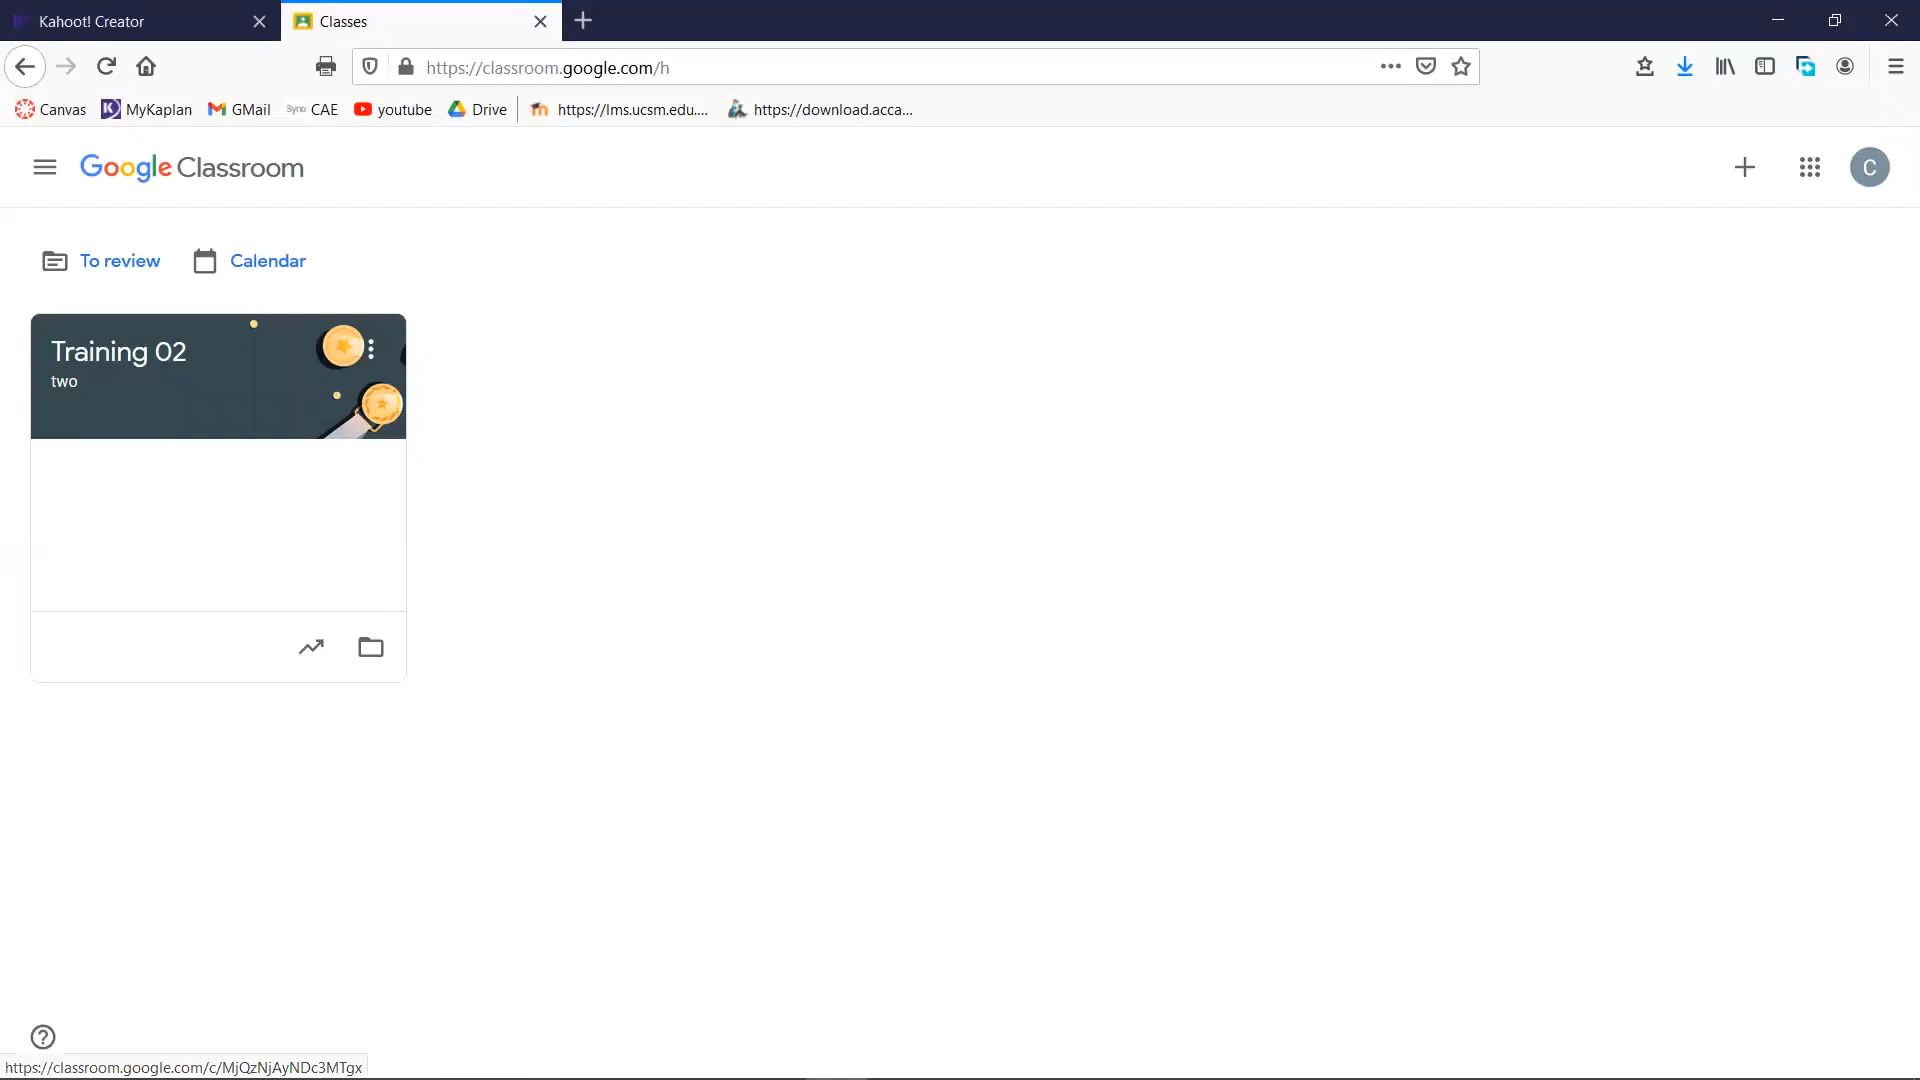 Kahoot! Creator
Classes
https://classroom.google.com/h
Canvas
MyKaplan
GMail
Syno CAE
youtube
Drive
https://lms.ucsm.edu....
https://download.acca...
Google Classroom
C
To review
Calendar
Training 02
two
https://classroom.google.com/c/MjQzNjAyNDc3MTgx